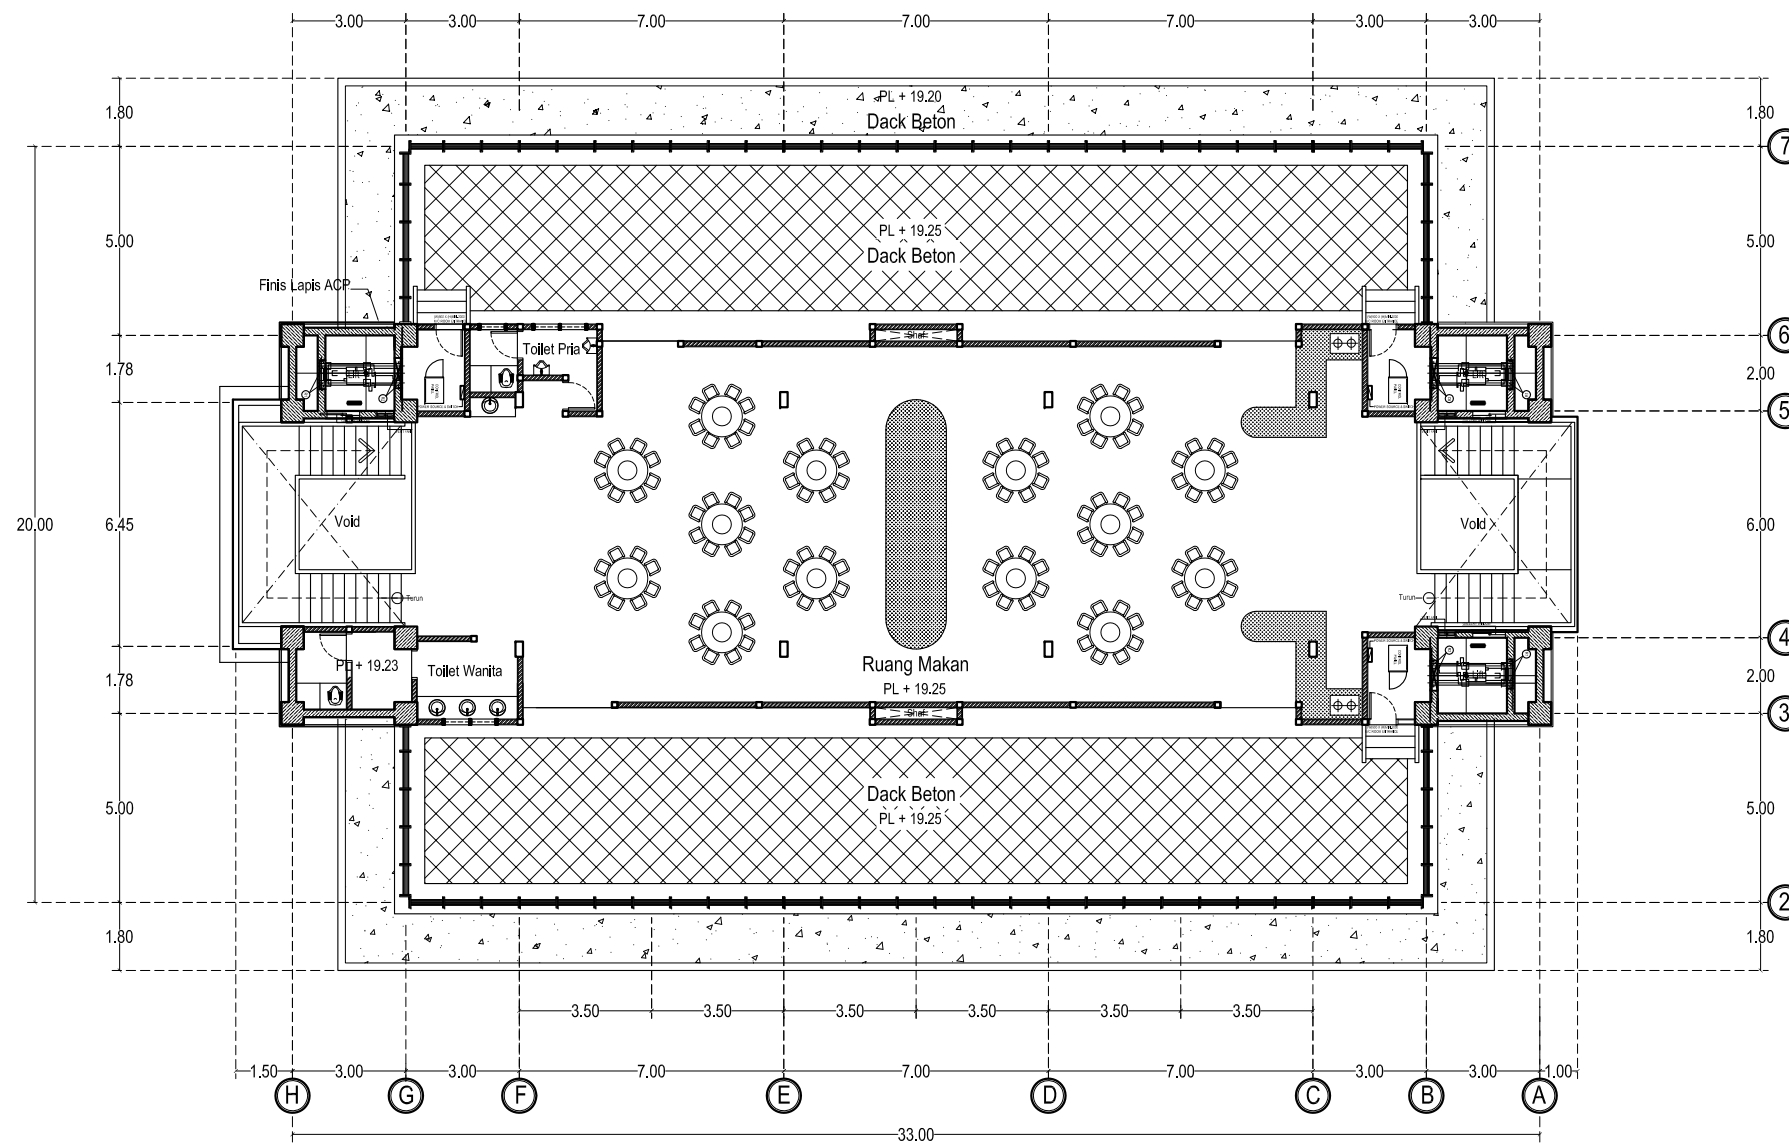 3.00
3.00
7.00
7.00
7.00
3.00
3.00
1.80
PL + 19.20
Dack Beton
1.80
7
5.00
PL + 19.25
Dack Beton
5.00
Finis Lapis ACP
6
Toilet Pria
Shaf
1.78
2.00
5
20.00
6.45
Void
Void
6.00
Turun
Turun
4
PL + 19.23
Toilet Wanita
Ruang Makan
PL + 19.25
1.78
2.00
Shaf
3
5.00
Dack Beton
PL + 19.25
5.00
2
1.80
1.80
3.50
3.50
3.50
3.50
3.50
3.50
1.50
3.00
3.00
7.00
7.00
7.00
3.00
3.00
1.00
H
G
F
E
D
C
B
A
33.00